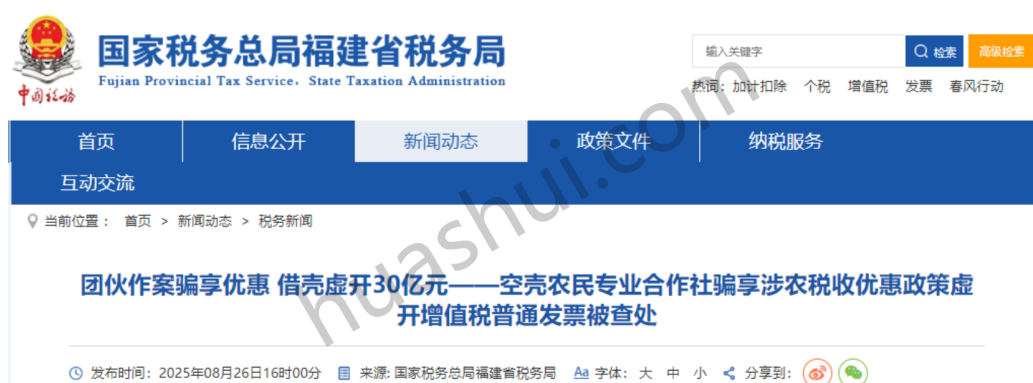 国家税务总局福建省税务局
Fujian Provincial Tax Service, State Taxation Administration
中国税务
输入关键字
检索
高级检索
热词：加计扣除 个税 增值税 发票 春风行动
首页 信息公开 新闻动态 政策文件 纳税服务
互动交流
当前位置： 首页 > 新闻动态 > 税务新闻
团伙作案骗享优惠 借壳虚开30亿元——空壳农民专业合作社骗享涉农税收优惠政策虚
开增值税普通发票被查处
发布时间：2025年08月26日16时00分 来源: 国家税务总局福建省税务局 Aa 字体： 大 中 小 分享到：
huashui.com